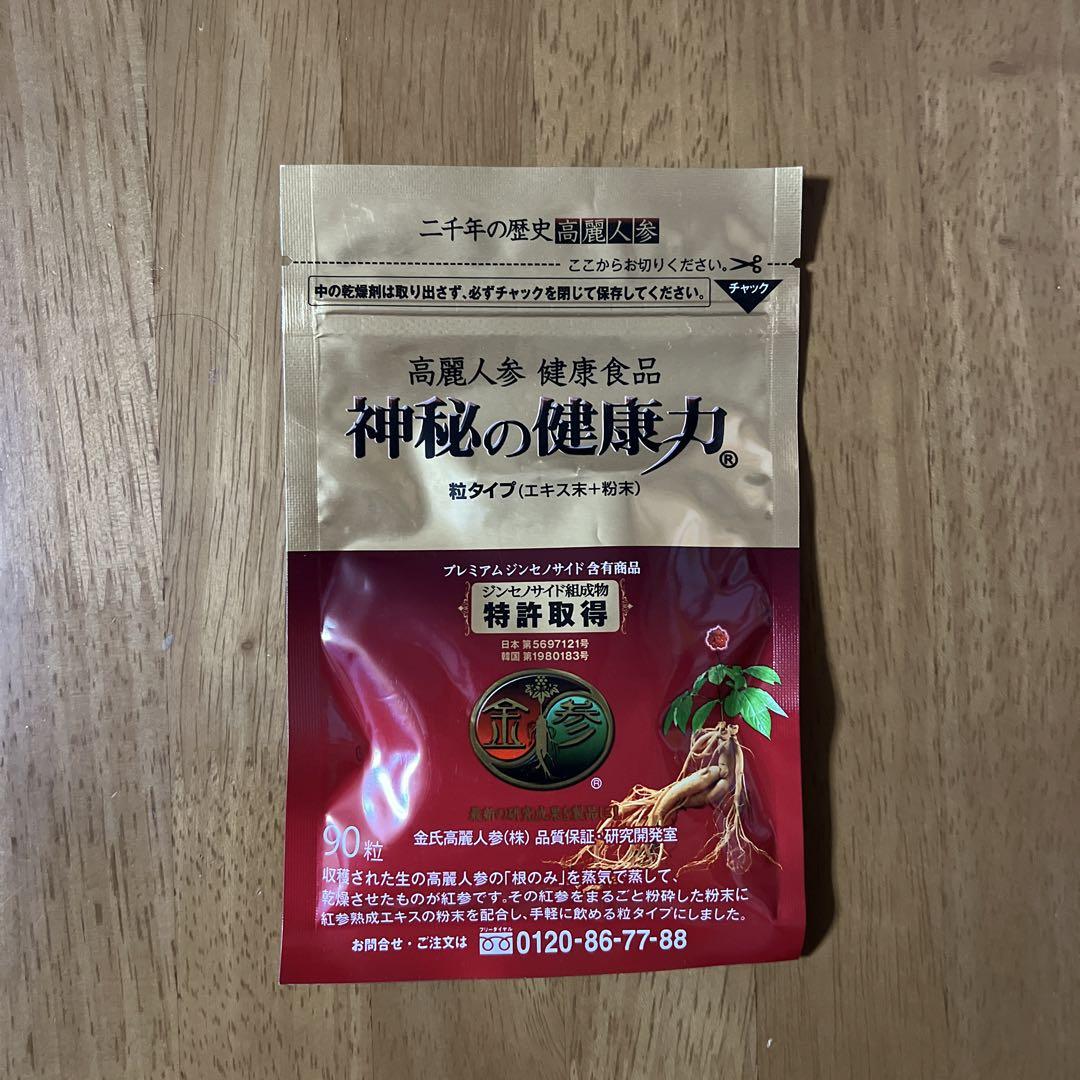 二千年の歴史高麗人参
ここからお切りください。
中の乾燥剤は取り出さず、必ずチャックを閉じて保存してください。
チャック
高麗人参 健康食品
神秘の健康力®
粒タイプ(エキス末+粉末)
プレミアムジンセノサイド含有商品
ジンセノサイド組成物
特許取得
日本 第5697121号
韓国 第1980183号
金 参
®
90粒
金氏高麗人参(株) 品質保証・研究開発室
収穫された生の高麗人参の「根のみ」を蒸気で蒸して、
乾燥させたものが紅参です。その紅参をまるごと粉砕した粉末に
紅参熟成エキスの粉末を配合し、手軽に飲める粒タイプにしました。
フリーダイヤル
お問合せ・ご注文は 0120-86-77-88